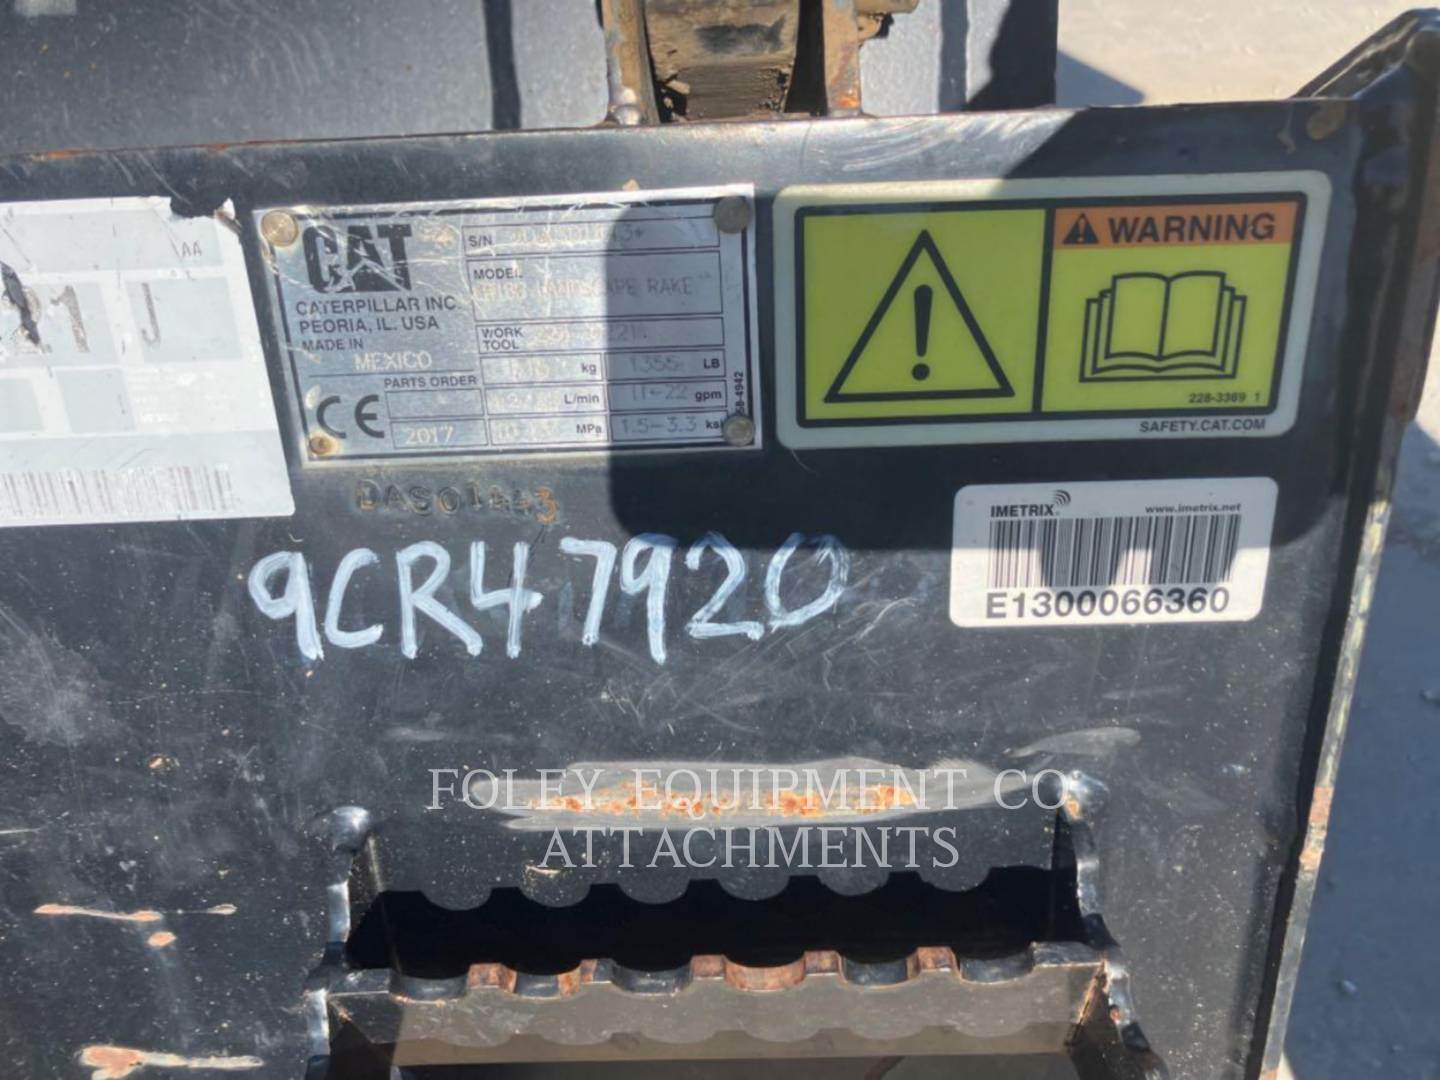 AA
21 J
CAT
CATERPILLAR INC.
PEORIA, IL. USA
MADE IN
MEXICO
S/N
MODEL
LANDSCAPE RAKE
WORK
TOOL
PARTS ORDER
kg 1355 LB
L/min 11-22 gpm
CE 2017
MPa 1.5-3.3 ksi
WARNING
228-3369 1
SAFETY.CAT.COM
DAS01443
9CR47920
IMETRIX www.imetrix.net
E1300066360
FOLEY EQUIPMENT CO
ATTACHMENTS